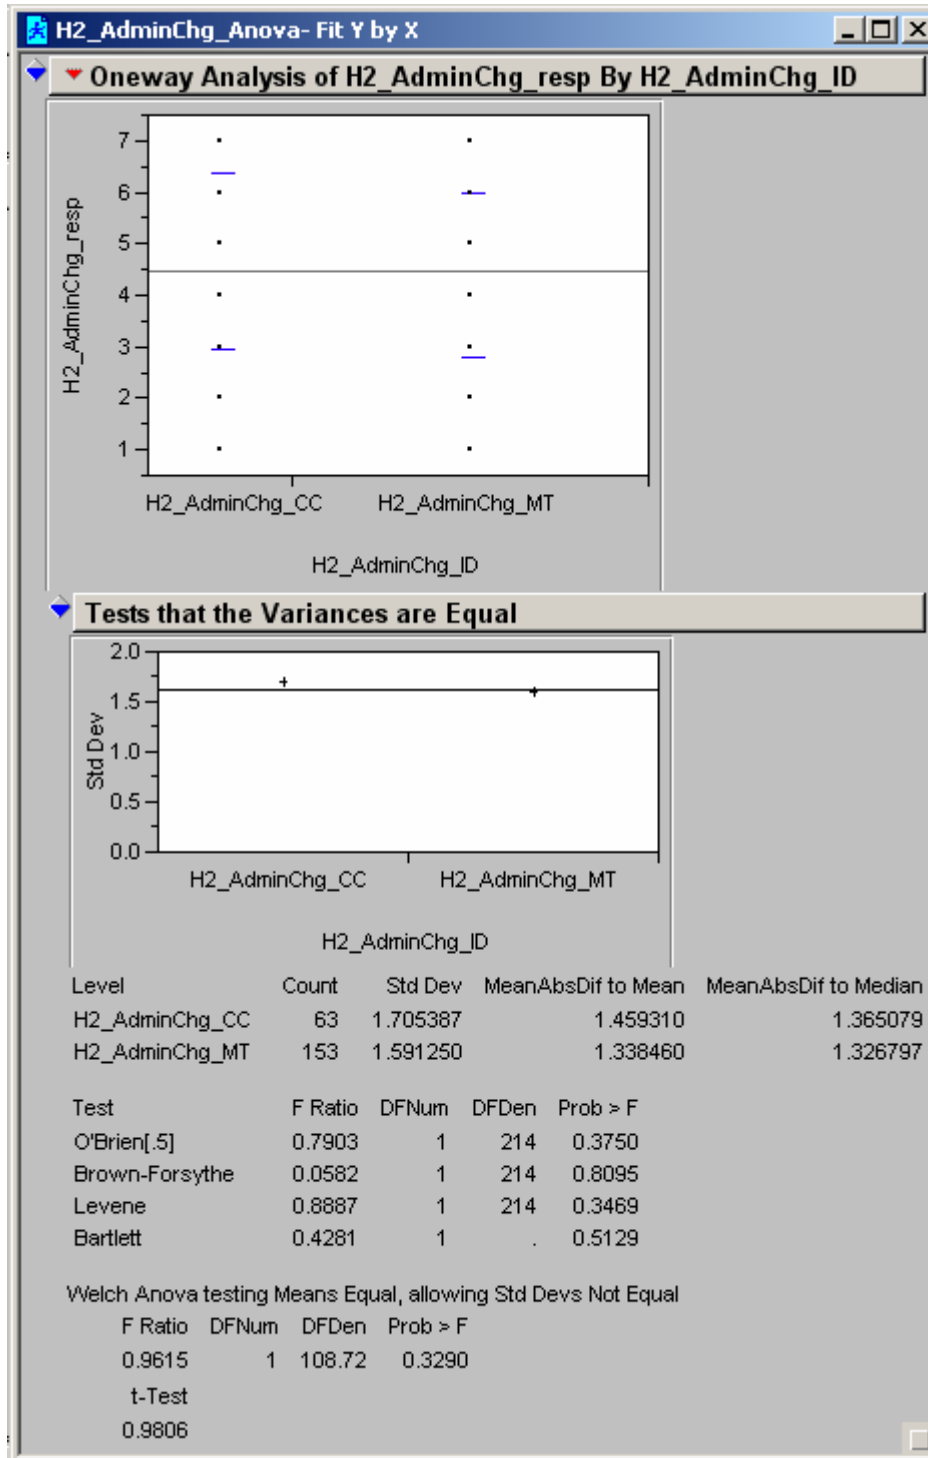 H2_AdminChg_Anova- Fit Y by X
Oneway Analysis of H2_AdminChg_resp By H2_AdminChg_ID
H2_AdminChg_resp
7
6
5
4
3
2
1
H2_AdminChg_CC H2_AdminChg_MT
H2_AdminChg_ID
Tests that the Variances are Equal
Std Dev
2.0
1.5
1.0
0.5
0.0
H2_AdminChg_CC H2_AdminChg_MT
H2_AdminChg_ID
Level Count Std Dev MeanAbsDif to Mean MeanAbsDif to Median
H2_AdminChg_CC 63 1.705387 1.459310 1.365079
H2_AdminChg_MT 153 1.591250 1.338460 1.326797
Test F Ratio DFNum DFDen Prob > F
O'Brien[.5] 0.7903 1 214 0.3750
Brown-Forsythe 0.0582 1 214 0.8095
Levene 0.8887 1 214 0.3469
Bartlett 0.4281 1 . 0.5129
Welch Anova testing Means Equal, allowing Std Devs Not Equal
F Ratio DFNum DFDen Prob > F
0.9615 1 108.72 0.3290
t-Test
0.9806